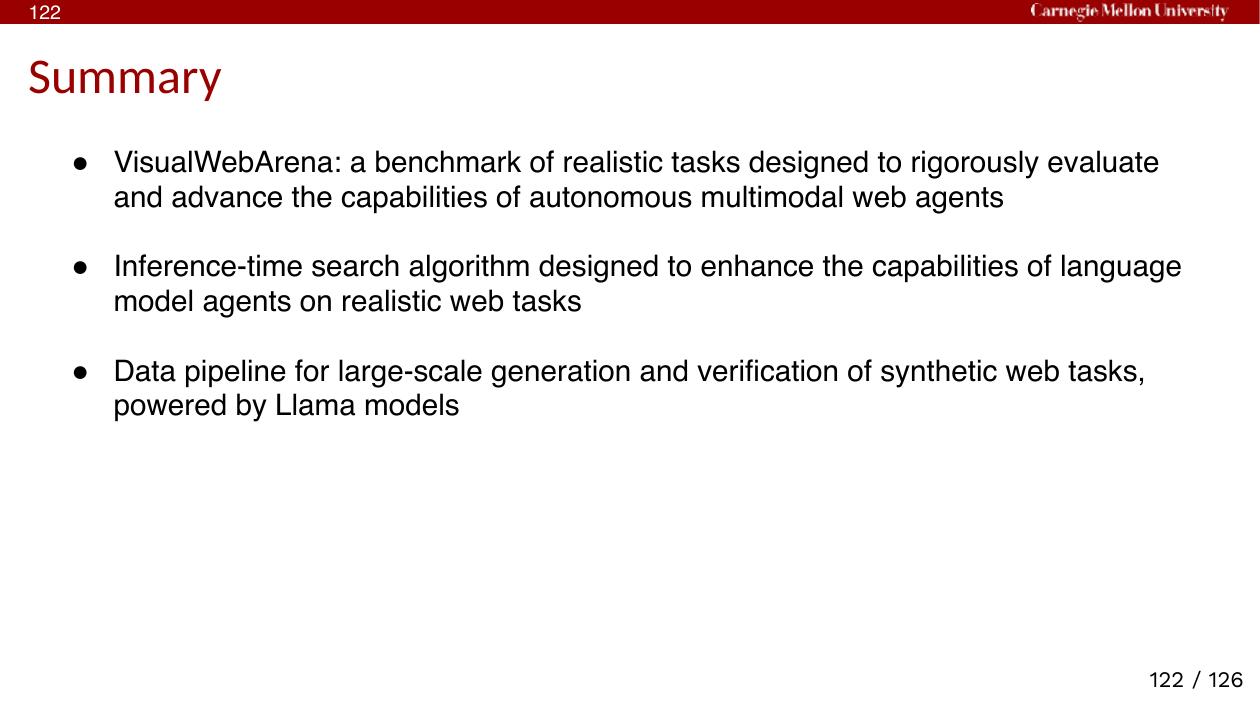 122
Carnegie Mellon University
Summary
● VisualWebArena: a benchmark of realistic tasks designed to rigorously evaluate
and advance the capabilities of autonomous multimodal web agents
● Inference-time search algorithm designed to enhance the capabilities of language
model agents on realistic web tasks
● Data pipeline for large-scale generation and verification of synthetic web tasks,
powered by Llama models
122 / 126